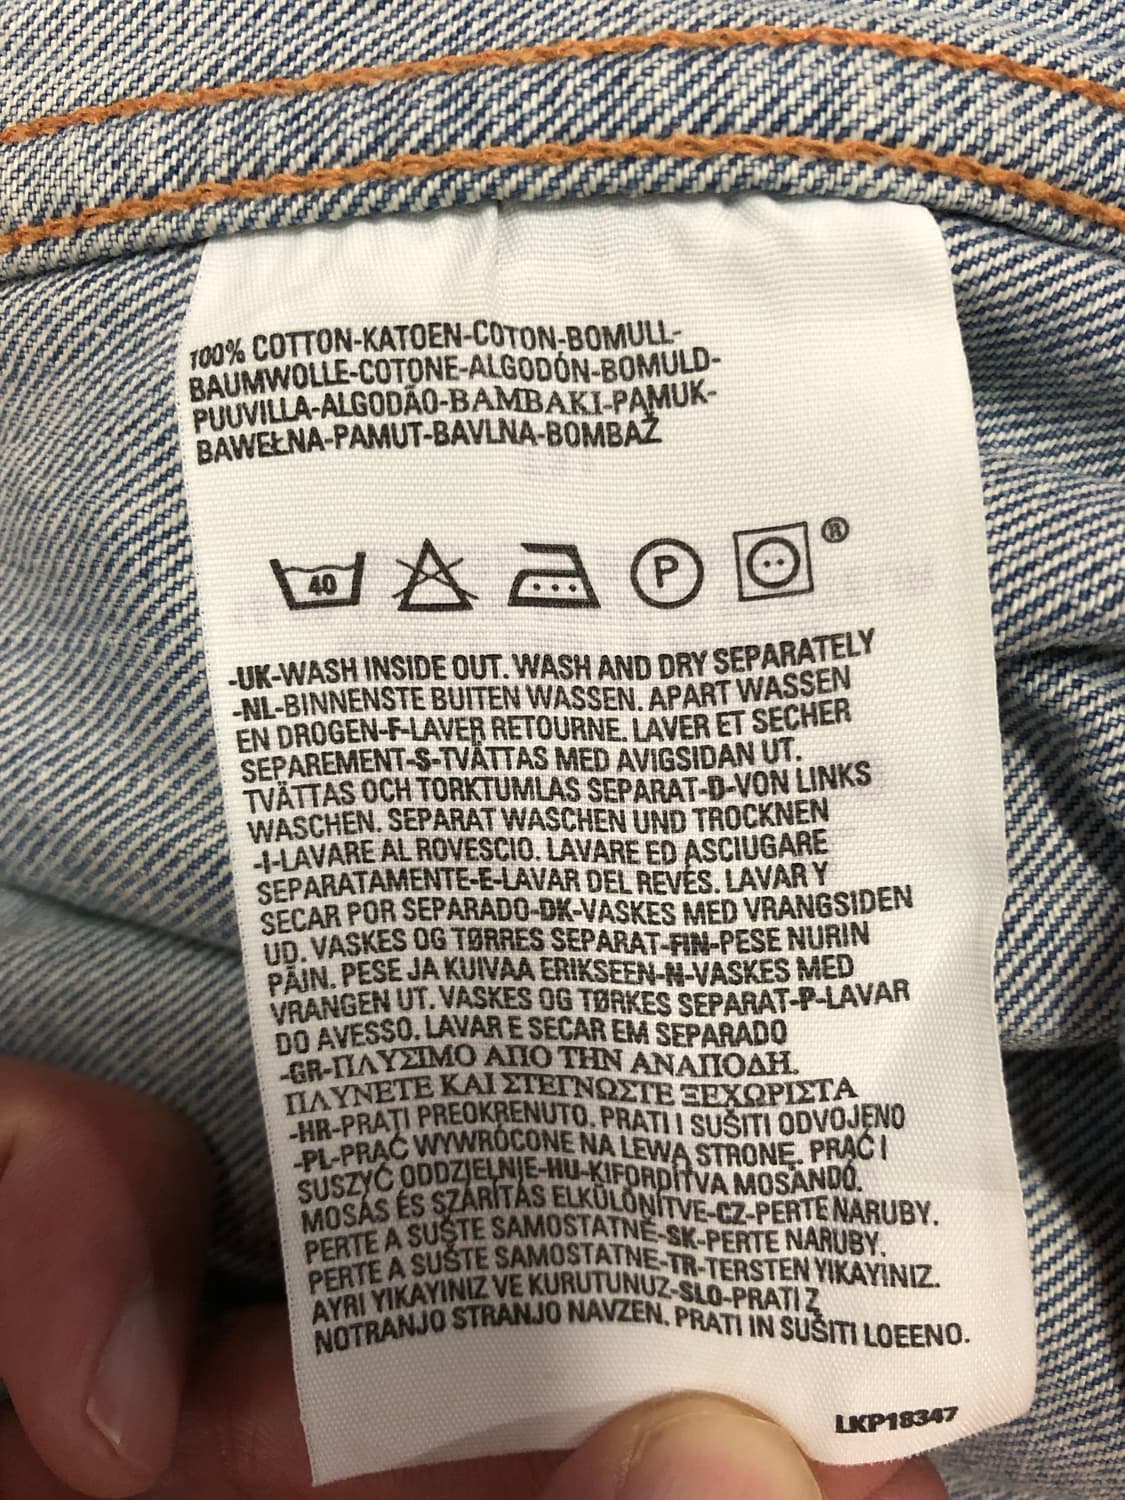 100% COTTON-KATOEN-COTON-BOMULL-
BAUMWOLLE-COTONE-ALGODÓN-BOMULD-
PUUVILLA-ALGODÃO-BAMBAKI-PAMUK-
BAWEŁNA-PAMUT-BAVLNA-BOMBAŽ
40 P ®
-UK-WASH INSIDE OUT. WASH AND DRY SEPARATELY
-NL-BINNENSTE BUITEN WASSEN. APART WASSEN
EN DROGEN-F-LAVER RETOURNE. LAVER ET SECHER
SEPAREMENT-S-TVÄTTAS MED AVIGSIDAN UT.
TVÄTTAS OCH TORKTUMLAS SEPARAT-D-VON LINKS
WASCHEN. SEPARAT WASCHEN UND TROCKNEN
-I-LAVARE AL ROVESCIO. LAVARE ED ASCIUGARE
SEPARATAMENTE-E-LAVAR DEL REVÉS. LAVAR Y
SECAR POR SEPARADO-DK-VASKES MED VRANGSIDEN
UD. VASKES OG TØRRES SEPARAT-FIN-PESE NURIN
PÄIN. PESE JA KUIVAA ERIKSEEN-N-VASKES MED
VRANGEN UT. VASKES OG TØRKES SEPARAT-P-LAVAR
DO AVESSO. LAVAR E SECAR EM SEPARADO
-GR-ΠΛΥΣΙΜΟ ΑΠΟ ΤΗΝ ΑΝΑΠΟΔΗ.
ΠΛΥΝΕΤΕ ΚΑΙ ΣΤΕΓΝΩΣΤΕ ΞΕΧΩΡΙΣΤΑ
-HR-PRATI PREOKRENUTO. PRATI I SUŠITI ODVOJENO
-PL-PRAĆ WYWRÓCONE NA LEWĄ STRONĘ. PRAĆ I
SUSZYĆ ODDZIELNIE-HU-KIFORDÍTVA MOSANDÓ.
MOSÁS ÉS SZÁRÍTÁS ELKÜLÖNÍTVE-CZ-PERTE NARUBY.
PERTE A SUŠTE SAMOSTATNĚ-SK-PERTE NARUBY.
PERTE A SUŠTE SAMOSTATNE-TR-TERSTEN YIKAYINIZ.
AYRI YIKAYINIZ VE KURUTUNUZ-SLO-PRATI Z
NOTRANJO STRANJO NAVZEN. PRATI IN SUŠITI LOEENO.
LKP18347